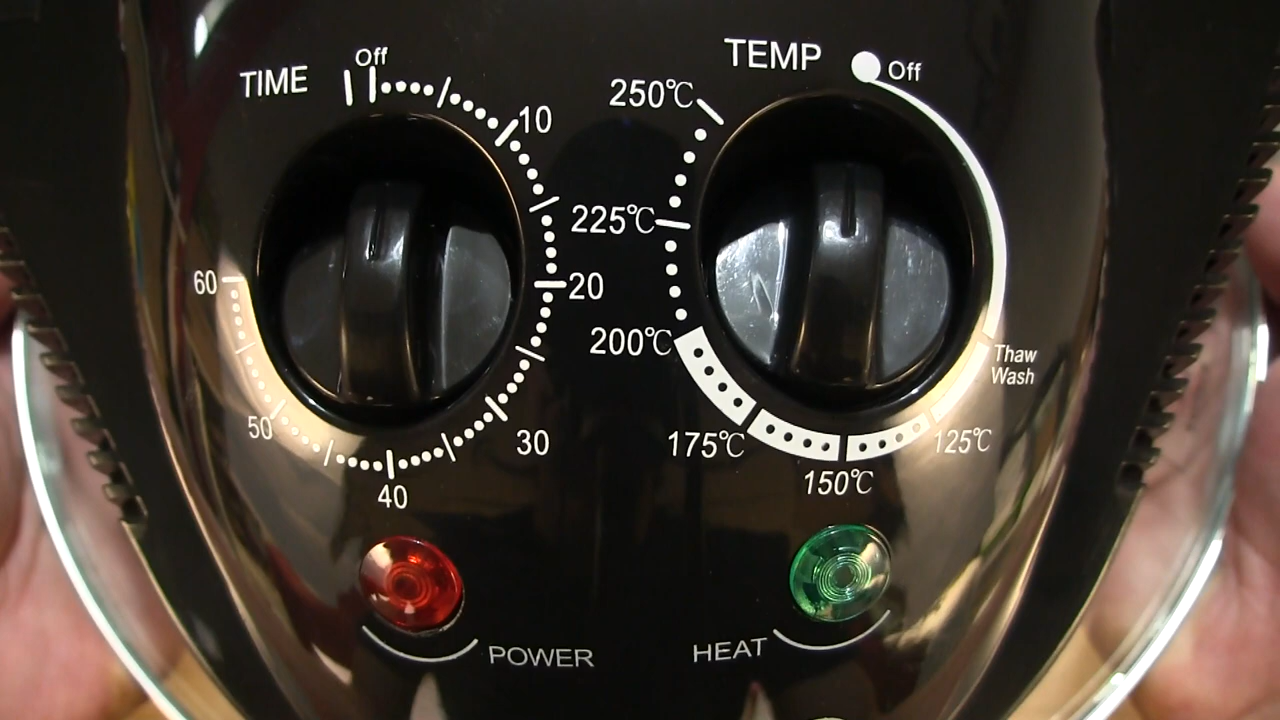 TIME
Off
10
20
30
40
50
60
TEMP
Off
Thaw
Wash
125℃
150℃
175℃
200℃
225℃
250℃
POWER
HEAT